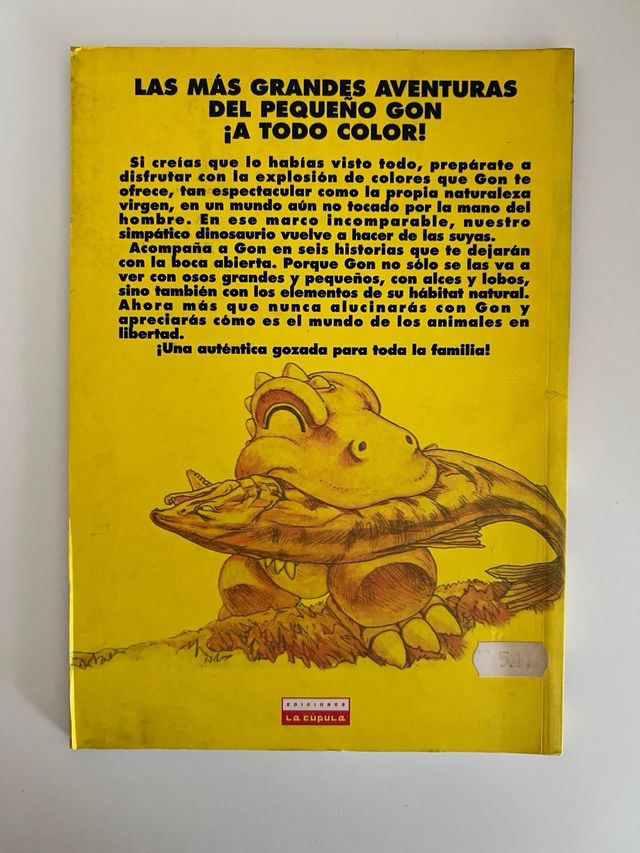 LAS MÁS GRANDES AVENTURAS
DEL PEQUEÑO GON
¡A TODO COLOR!
Si creías que lo habías visto todo, prepárate a
disfrutar con la explosión de colores que Gon te
ofrece, tan espectacular como la propia naturaleza
virgen, en un mundo aún no tocado por la mano del
hombre. En ese marco incomparable, nuestro
simpático dinosaurio vuelve a hacer de las suyas.
Acompaña a Gon en seis historias que te dejarán
con la boca abierta. Porque Gon no sólo se las va a
ver con osos grandes y pequeños, con alces y lobos,
sino también con los elementos de su hábitat natural.
Ahora más que nunca alucinarás con Gon y
apreciarás cómo es el mundo de los animales en
libertad.
¡Una auténtica gozada para toda la familia!
EDICIONES
LA CÚPULA